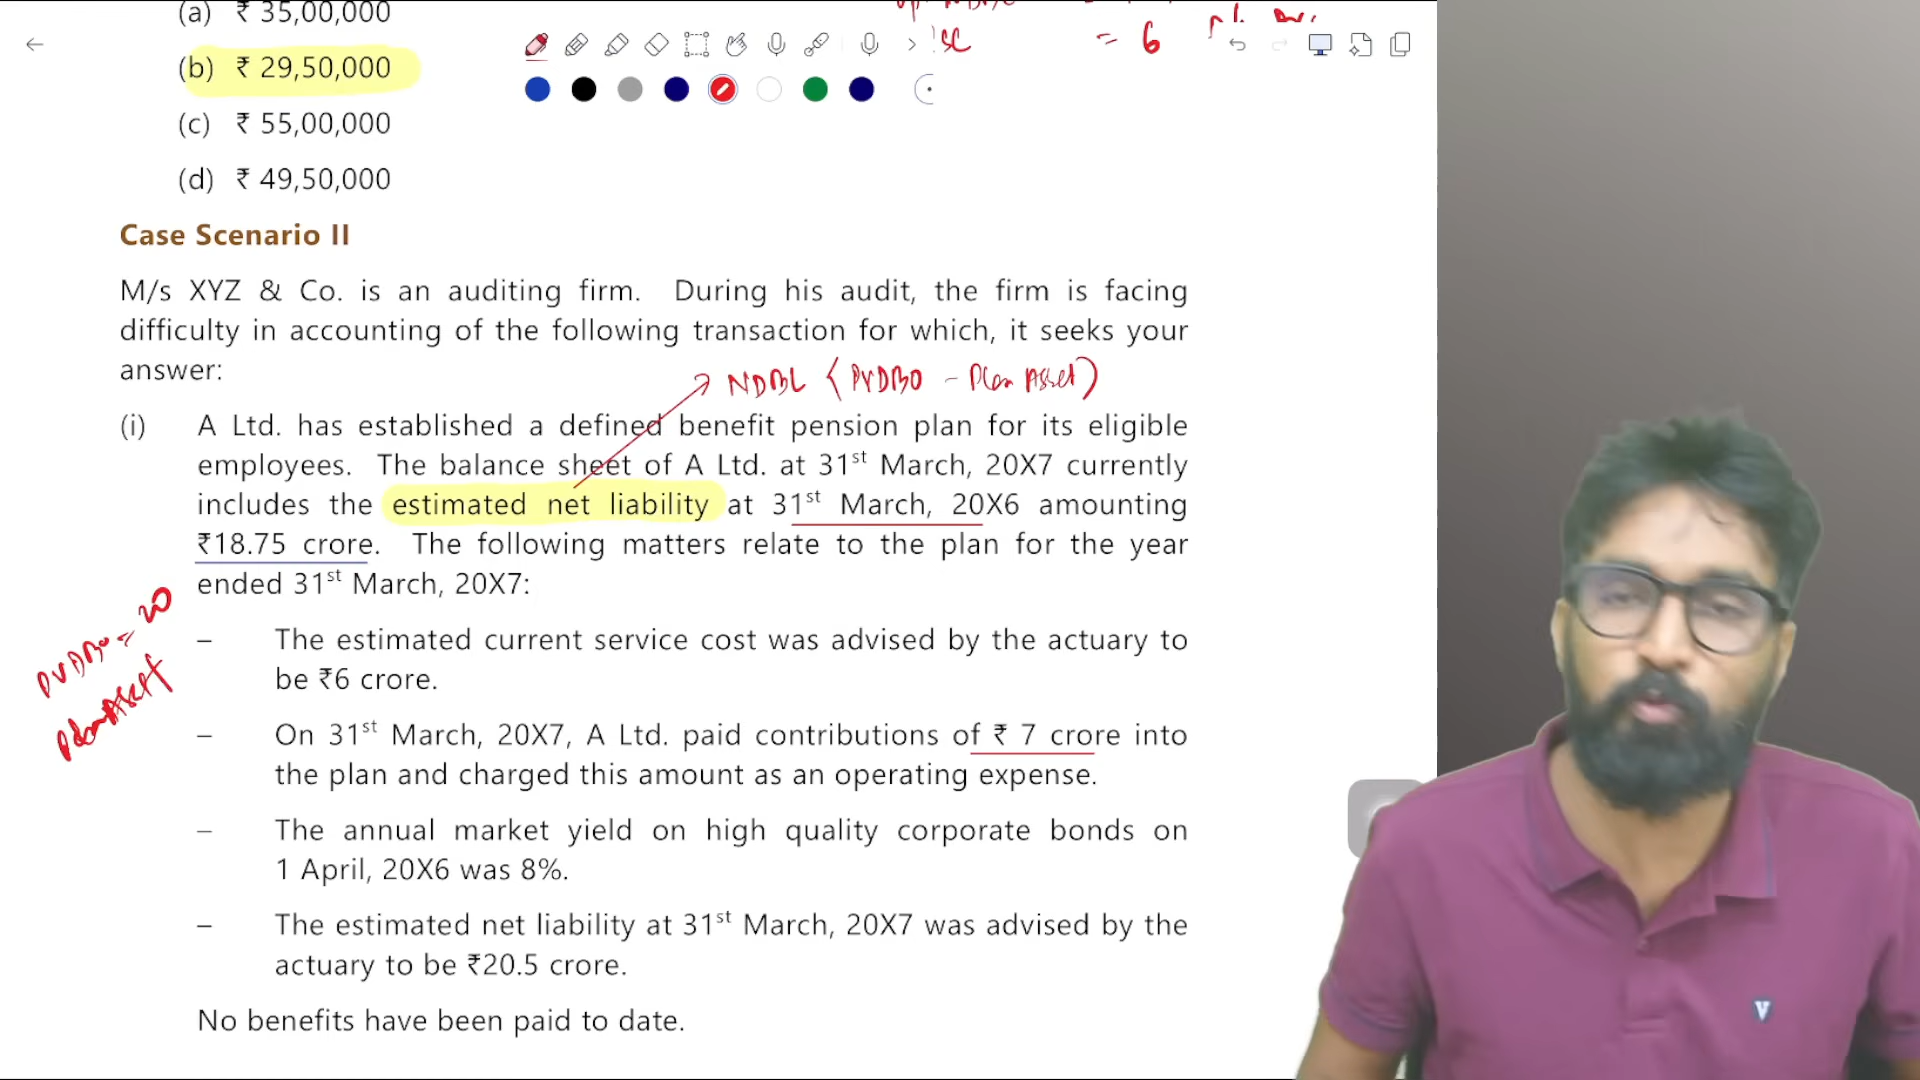 (a) ₹ 35,00,000
= 6
(b) ₹ 29,50,000
(c) ₹ 55,00,000
(d) ₹ 49,50,000
Case Scenario II
M/s XYZ & Co. is an auditing firm. During his audit, the firm is facing
difficulty in accounting of the following transaction for which, it seeks your
answer:
NDBL (PVDBO - Plan Asset)
(i) A Ltd. has established a defined benefit pension plan for its eligible
employees. The balance sheet of A Ltd. at 31st March, 20X7 currently
includes the estimated net liability at 31st March, 20X6 amounting
₹18.75 crore. The following matters relate to the plan for the year
ended 31st March, 20X7:
PVDBO = 20
Plan Asset
– The estimated current service cost was advised by the actuary to
be ₹6 crore.
– On 31st March, 20X7, A Ltd. paid contributions of ₹ 7 crore into
the plan and charged this amount as an operating expense.
– The annual market yield on high quality corporate bonds on
1 April, 20X6 was 8%.
– The estimated net liability at 31st March, 20X7 was advised by the
actuary to be ₹20.5 crore.
No benefits have been paid to date.
V